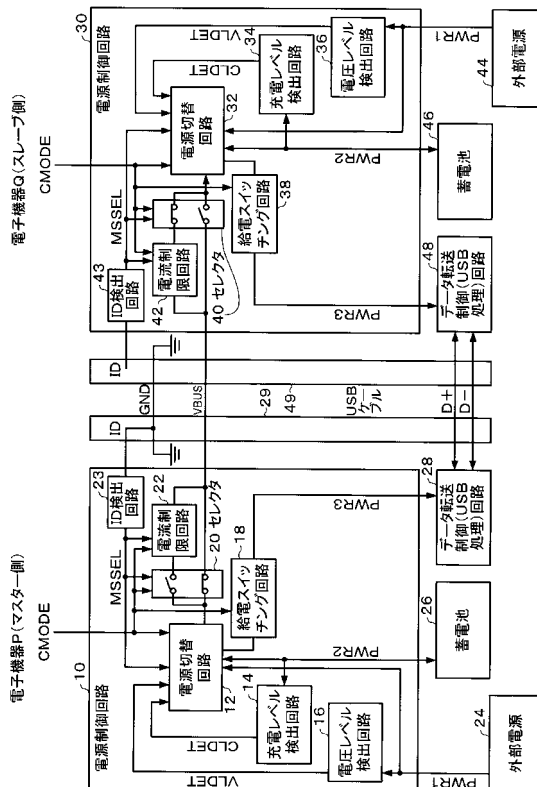 電子機器P(マスター側)
CMODE
10
電源制御回路
MSSEL
ID検出
回路
23
電流制
限回路
22
20 セレクタ
電源切替
回路
12
給電スイッ
チング回路
18
VLDET
CLDET
14
充電レベル
検出回路
16
電圧レベル
検出回路
PWR1
PWR2
PWR3
24
外部電源
26
蓄電池
28
データ転送
制御(USB
処理)回路
ID
GND
VBUS
29
49
USBケー
ブル
D+
D-
ID
電子機器Q(スレーブ側)
CMODE
30
電源制御回路
MSSEL
43
ID検出
回路
42
電流制
限回路
40 セレクタ
電源切替
回路
32
給電スイッ
チング回路
38
VLDET
CLDET
34
充電レベル
検出回路
36
電圧レベル
検出回路
PWR1
PWR2
PWR3
44
外部電源
46
蓄電池
48
データ転送
制御(USB
処理)回路